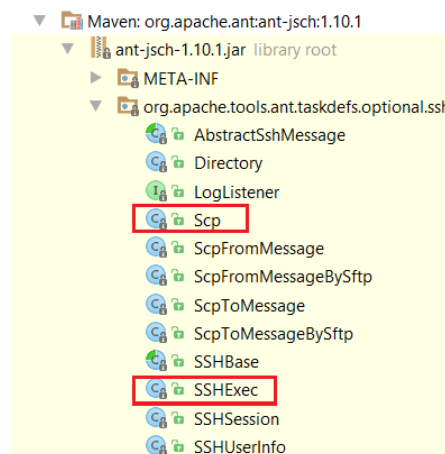 Maven: org.apache.ant:ant-jsch:1.10.1
ant-jsch-1.10.1.jar library root
META-INF
org.apache.tools.ant.taskdefs.optional.ssh
AbstractSshMessage
Directory
LogListener
Scp
ScpFromMessage
ScpFromMessageBySftp
ScpToMessage
ScpToMessageBySftp
SSHBase
SSHExec
SSHSession
SSHUserInfo